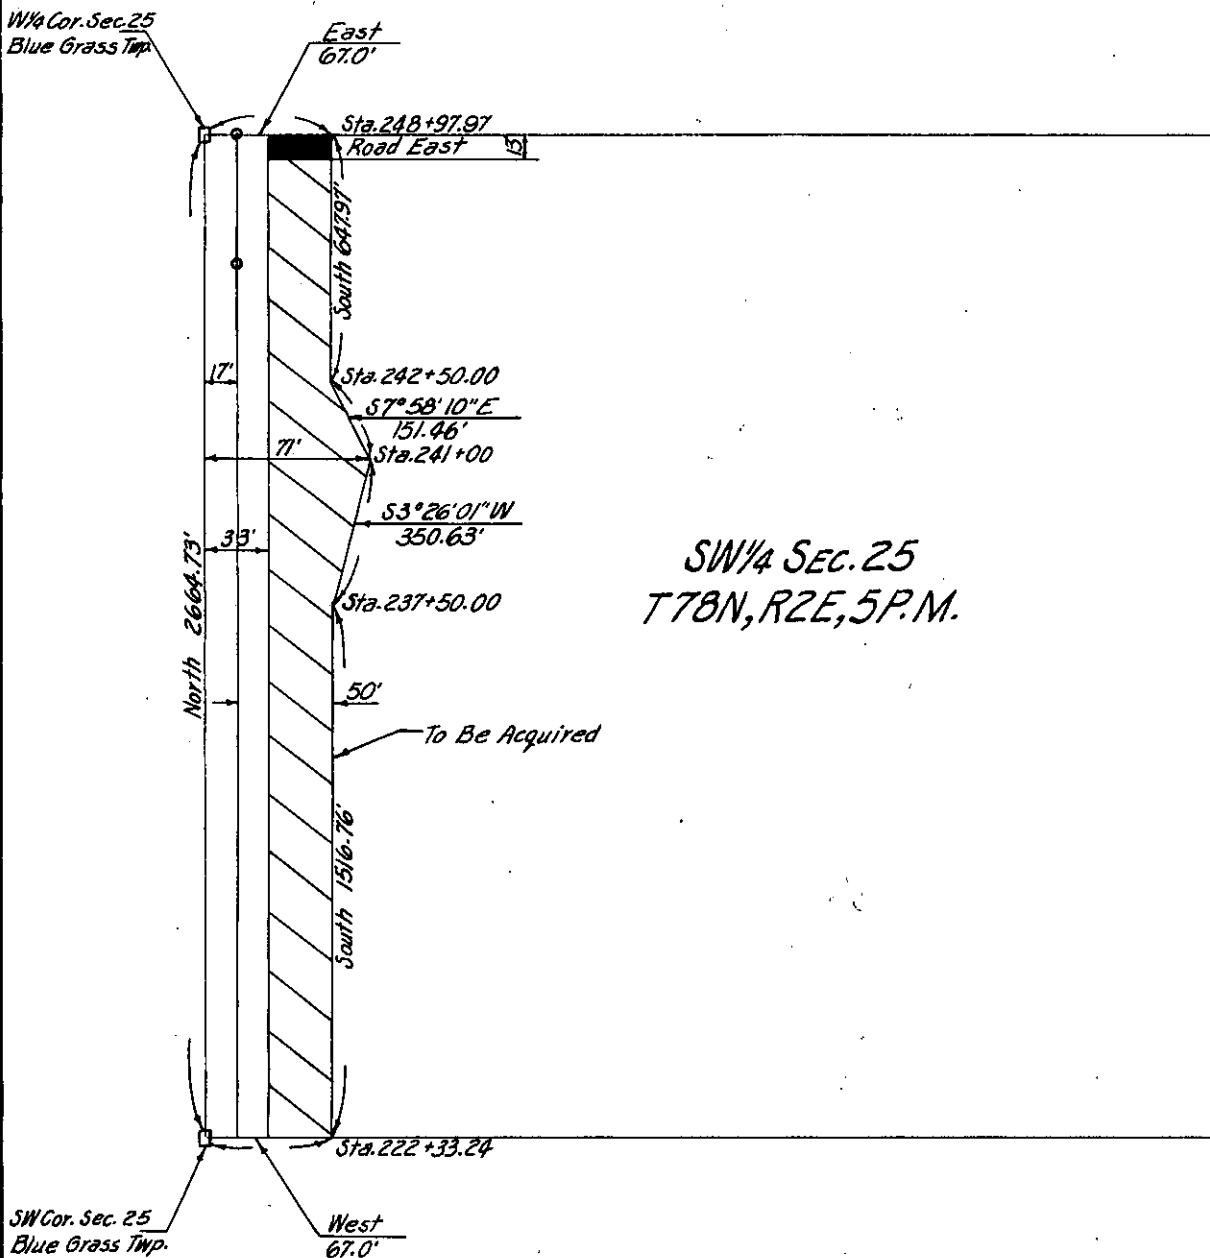 W¼ Cor. Sec. 25
Blue Grass Twp.
East
67.0'
Sta. 248+97.97
Road East
South 647.97'
17'
Sta. 242+50.00
S7°58'10"E
151.46'
Sta. 241+00
S3°26'01"W
350.63'
33'
North 2664.73'
Sta. 237+50.00
SW¼ SEC. 25
T78N, R2E, 5P.M.
50'
To Be Acquired
South 1516.76'
Sta. 222+33.24
SW Cor. Sec. 25
Blue Grass Twp.
West
67.0'